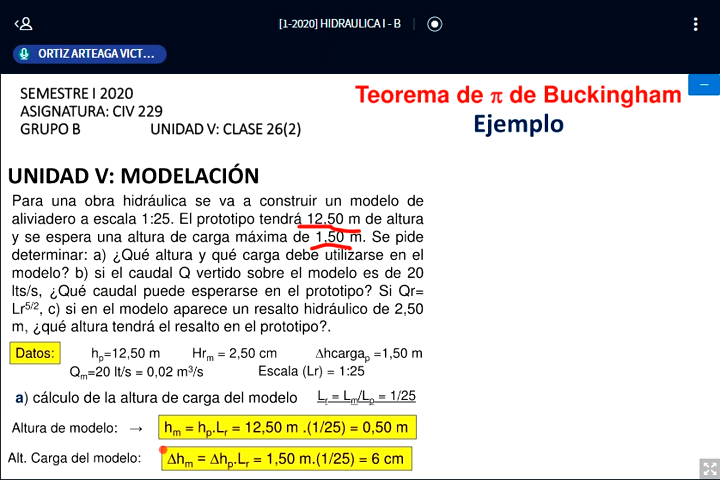 [1-2020] HIDRAULICA I - B
ORTIZ ARTEAGA VICT...
SEMESTRE I 2020
ASIGNATURA: CIV 229
GRUPO B UNIDAD V: CLASE 26(2)
Teorema de π de Buckingham
Ejemplo
UNIDAD V: MODELACIÓN
Para una obra hidráulica se va a construir un modelo de
aliviadero a escala 1:25. El prototipo tendrá 12,50 m de altura
y se espera una altura de carga máxima de 1,50 m. Se pide
determinar: a) ¿Qué altura y qué carga debe utilizarse en el
modelo? b) si el caudal Q vertido sobre el modelo es de 20
lts/s, ¿Qué caudal puede esperarse en el prototipo? Si Qr=
Lr^5/2, c) si en el modelo aparece un resalto hidráulico de 2,50
m, ¿qué altura tendrá el resalto en el prototipo?.
Datos: hₚ=12,50 m Hrₘ = 2,50 cm Δhcargaₚ =1,50 m
Qₘ=20 lt/s = 0,02 m³/s Escala (Lr) = 1:25
a) cálculo de la altura de carga del modelo Lᵣ = Lₘ/Lₚ = 1/25
Altura de modelo: → hₘ = hₚ.Lᵣ = 12,50 m .(1/25) = 0,50 m
Alt. Carga del modelo: Δhₘ = Δhₚ.Lᵣ = 1,50 m.(1/25) = 6 cm